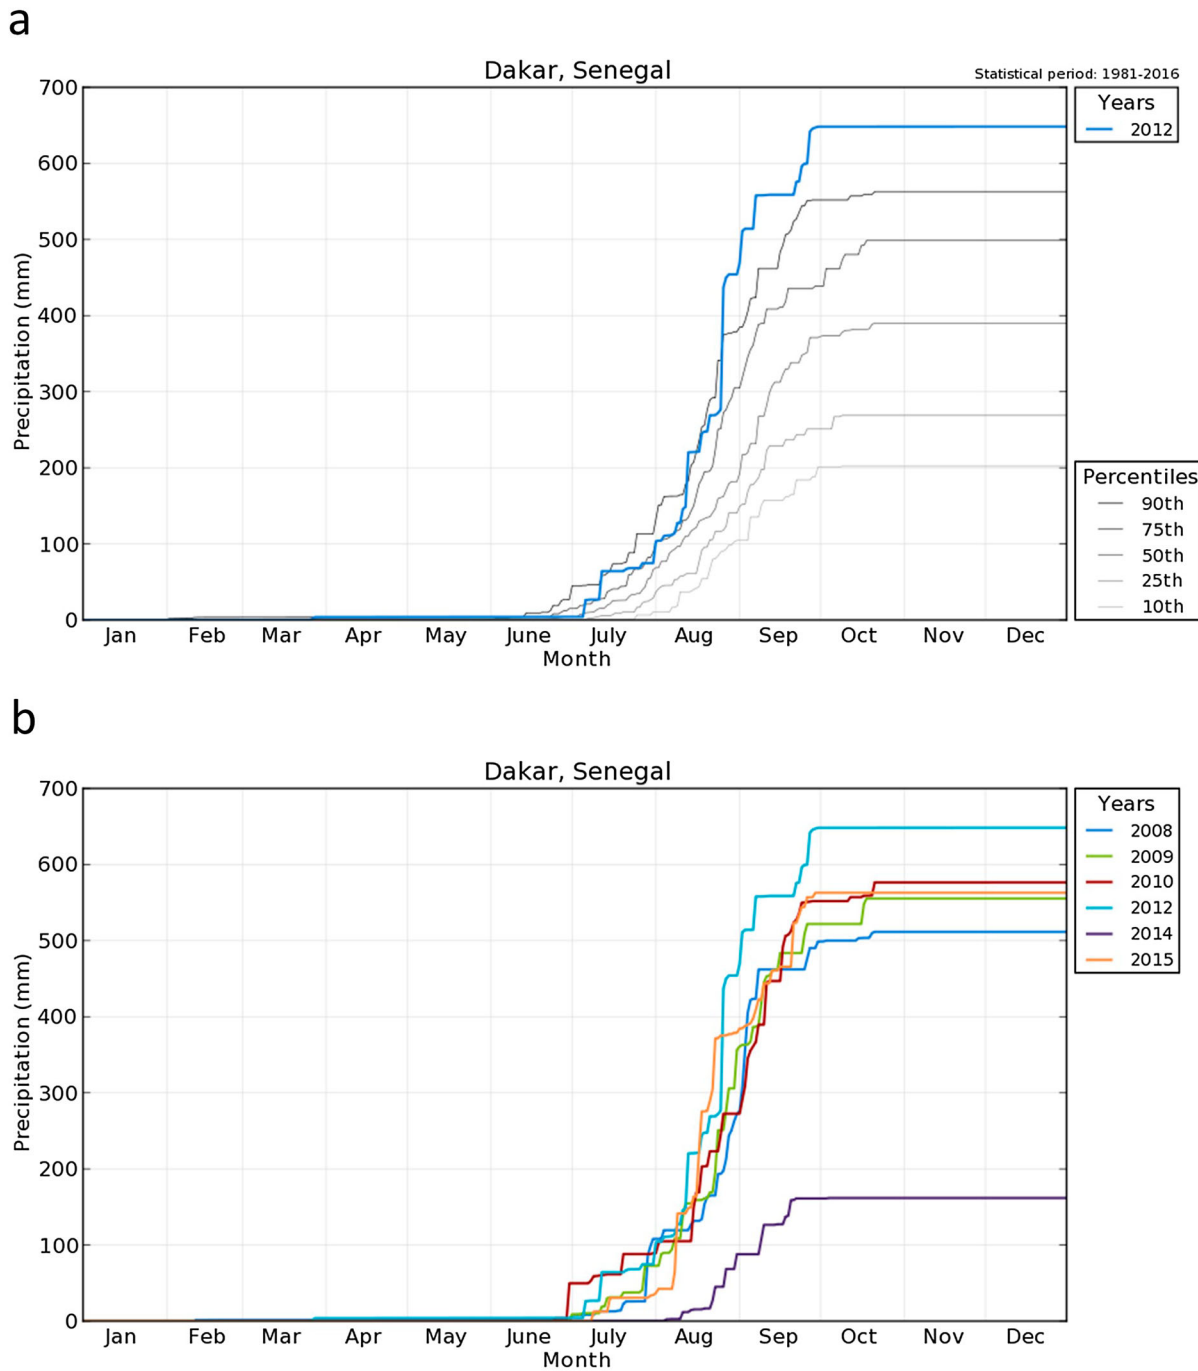 a
Dakar, Senegal
Statistical period: 1981-2016
700
600
500
400
300
200
100
0
Precipitation (mm)
Jan Feb Mar Apr May June July Aug Sep Oct Nov Dec
Month
Years
2012
Percentiles
90th
75th
50th
25th
10th
b
Dakar, Senegal
700
600
500
400
300
200
100
0
Precipitation (mm)
Jan Feb Mar Apr May June July Aug Sep Oct Nov Dec
Month
Years
2008
2009
2010
2012
2014
2015